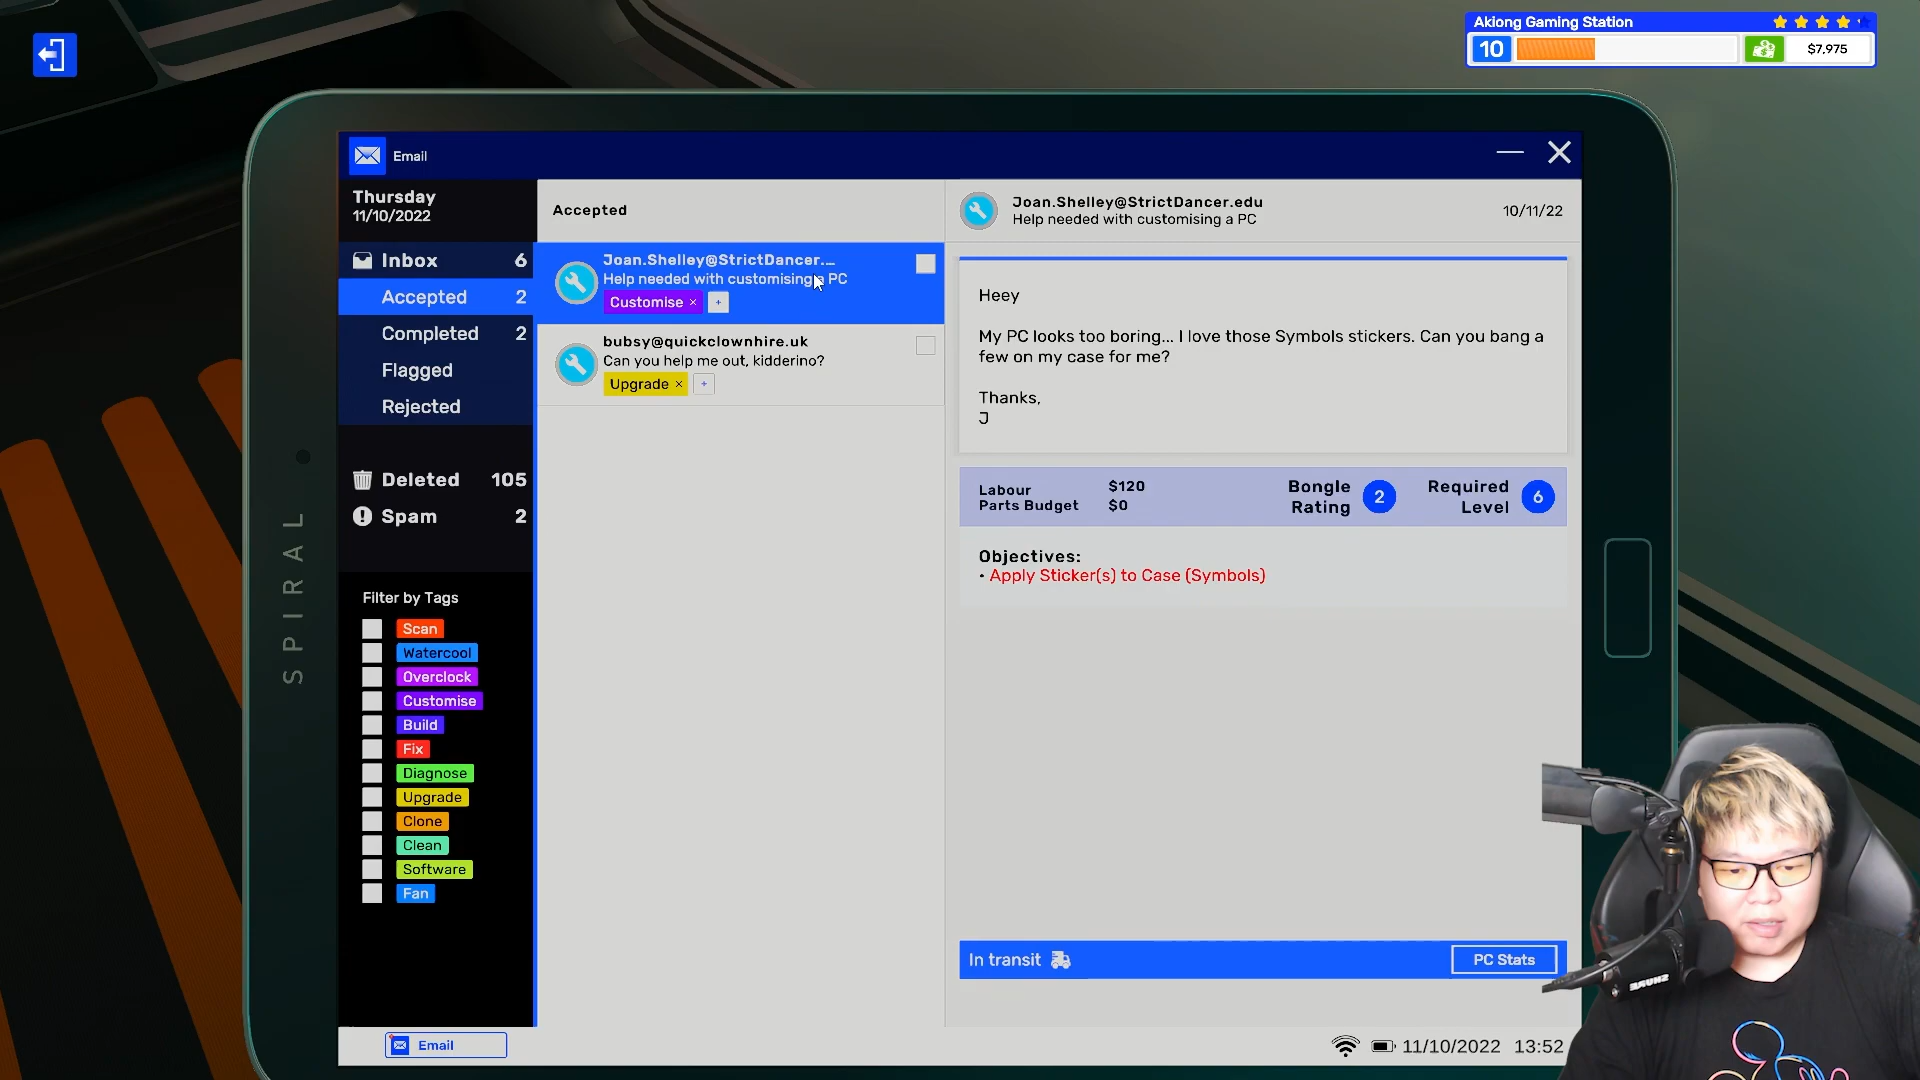 Akiong Gaming Station
10
$7,975
Email
Thursday
11/10/2022
Inbox 6
Accepted 2
Completed 2
Flagged
Rejected
Deleted 105
Spam 2
Filter by Tags
Scan
Watercool
Overclock
Customise
Build
Fix
Diagnose
Upgrade
Clone
Clean
Software
Fan
Accepted
Joan.Shelley@StrictDancer....
Help needed with customising a PC
Customise × +
bubsy@quickclownhire.uk
Can you help me out, kidderino?
Upgrade × +
Joan.Shelley@StrictDancer.edu
Help needed with customising a PC
10/11/22
Heey
My PC looks too boring... I love those Symbols stickers. Can you bang a
few on my case for me?
Thanks,
J
Labour $120
Parts Budget $0
Bongle
Rating
2
Required
Level
6
Objectives:
• Apply Sticker(s) to Case (Symbols)
In transit
PC Stats
Email
11/10/2022 13:52
SPIRAL
SHURE